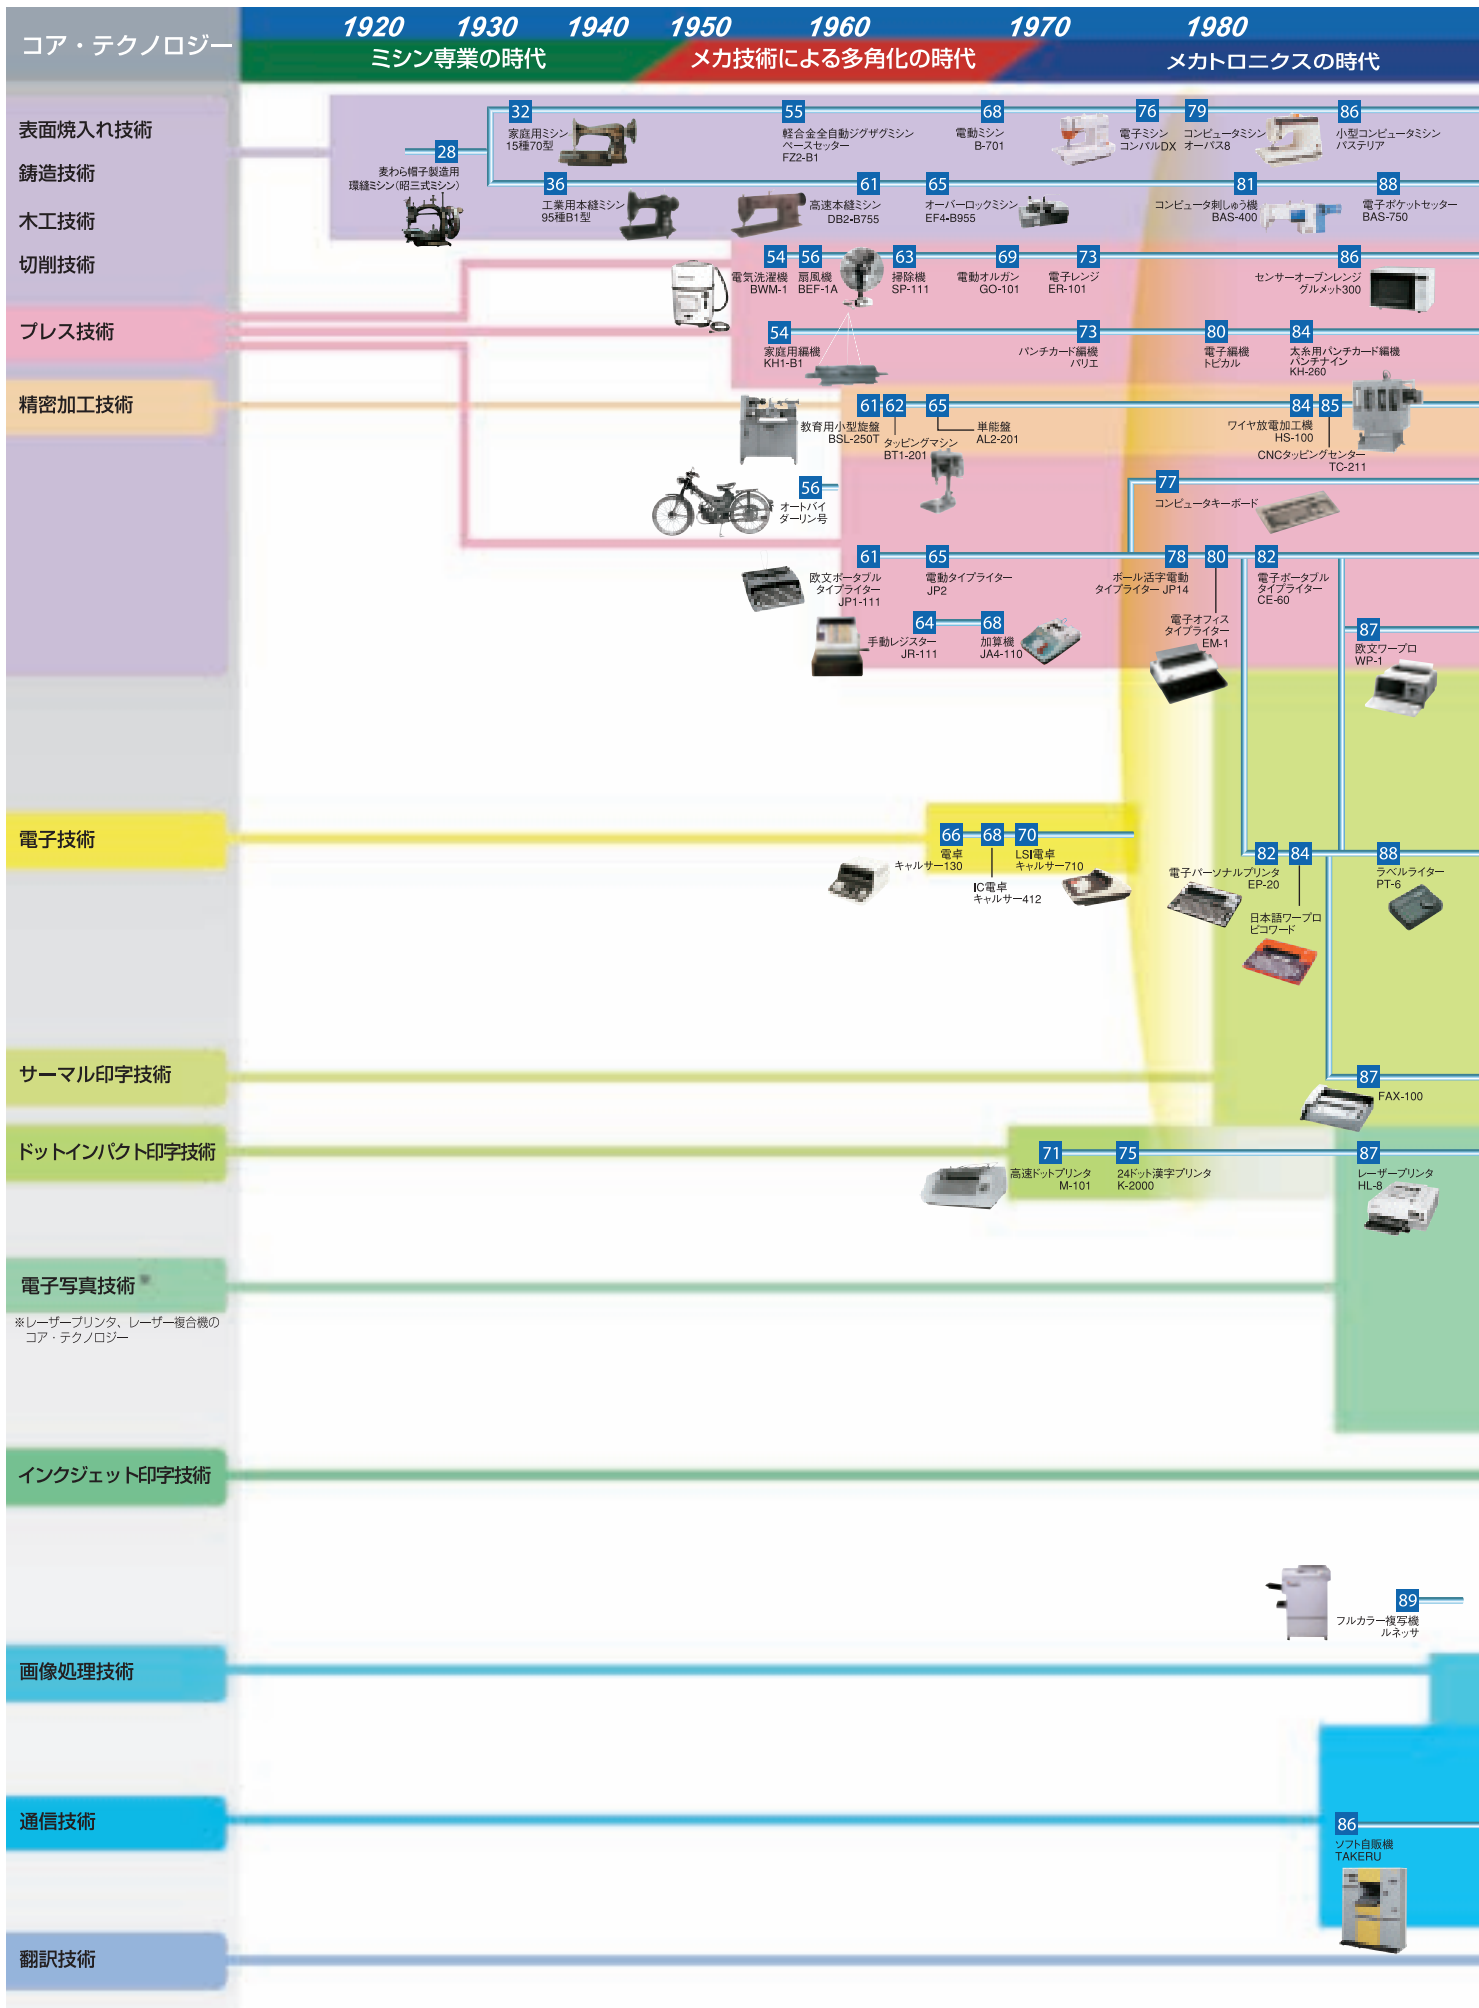 コア・テクノロジー
1920 1930 1940 1950 1960 1970 1980
ミシン専業の時代
メカ技術による多角化の時代
メカトロニクスの時代
表面焼入れ技術
鋳造技術
木工技術
切削技術
プレス技術
精密加工技術
電子技術
サーマル印字技術
ドットインパクト印字技術
電子写真技術※
※レーザープリンタ、レーザー複合機の
コア・テクノロジー
インクジェット印字技術
画像処理技術
通信技術
翻訳技術
28
麦わら帽子製造用
環縫ミシン(昭三式ミシン)
32
家庭用ミシン
15種70型
55
軽合金全自動ジグザグミシン
ペースセッター
FZ2-B1
68
電動ミシン
B-701
76
電子ミシン
コンパルDX
79
コンピュータミシン
オーパス8
86
小型コンピュータミシン
パステリア
36
工業用本縫ミシン
95種B1型
61
高速本縫ミシン
DB2-B755
65
オーバーロックミシン
EF4-B955
81
コンピュータ刺しゅう機
BAS-400
88
電子ポケットセッター
BAS-750
54
電気洗濯機
BWM-1
56
扇風機
BEF-1A
63
掃除機
SP-111
69
電動オルガン
GO-101
73
電子レンジ
ER-101
86
センサーオーブンレンジ
グルメット300
54
家庭用編機
KH1-B1
73
パンチカード編機
パリエ
80
電子編機
トピカル
84
太糸用パンチカード編機
パンチナイン
KH-260
61
教育用小型旋盤
BSL-250T
62
タッピングマシン
BT1-201
65
単能盤
AL2-201
84
ワイヤ放電加工機
HS-100
85
CNCタッピングセンター
TC-211
56
オートバイ
ダーリン号
77
コンピュータキーボード
61
欧文ポータブル
タイプライター
JP1-111
65
電動タイプライター
JP2
78
ボール活字電動
タイプライター JP14
80
電子オフィス
タイプライター
EM-1
82
電子ポータブル
タイプライター
CE-60
64
手動レジスター
JR-111
68
加算機
JA4-110
87
欧文ワープロ
WP-1
66
電卓
キャルサー130
68
IC電卓
キャルサー412
70
LSI電卓
キャルサー710
82
電子パーソナルプリンタ
EP-20
84
日本語ワープロ
ピコワード
88
ラベルライター
PT-6
87
FAX-100
71
高速ドットプリンタ
M-101
75
24ドット漢字プリンタ
K-2000
87
レーザープリンタ
HL-8
89
フルカラー複写機
ルネッサ
86
ソフト自販機
TAKERU